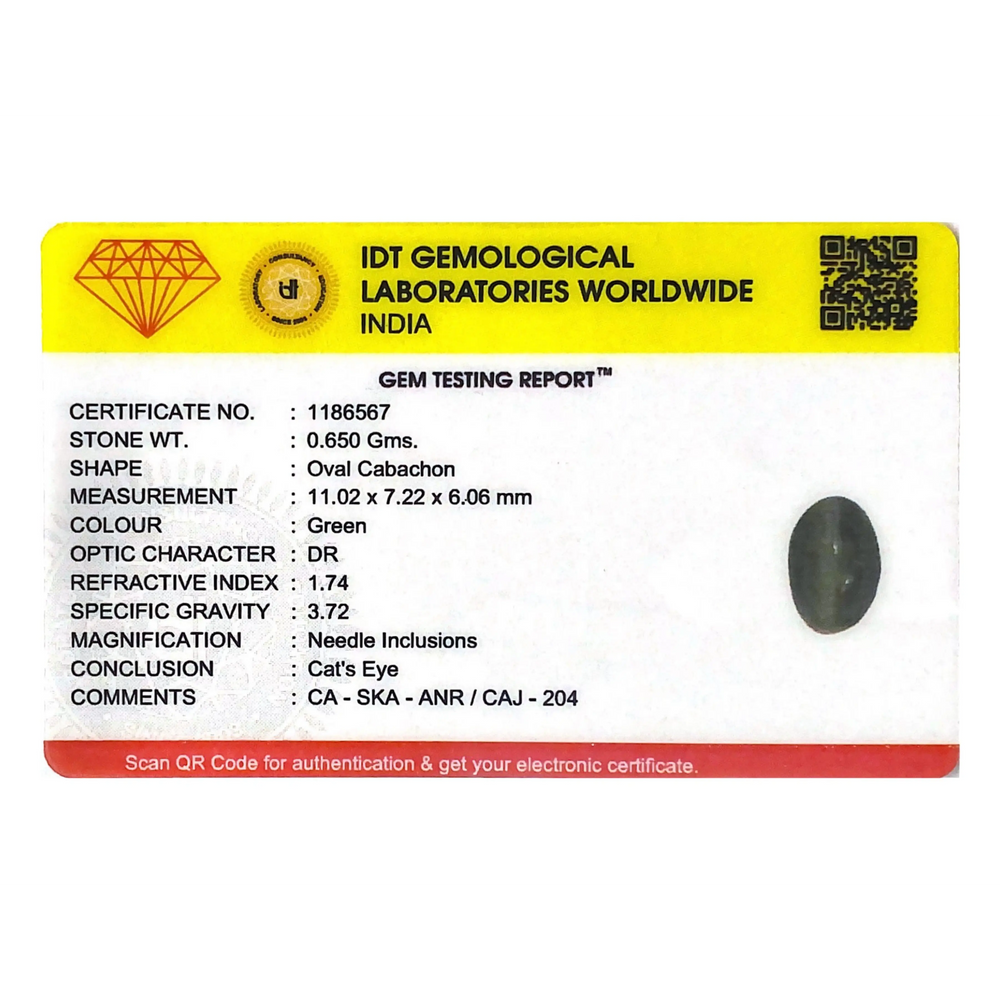 IDT GEMOLOGICAL
LABORATORIES WORLDWIDE
INDIA
GEM TESTING REPORT™
CERTIFICATE NO. : 1186567
STONE WT. : 0.650 Gms.
SHAPE : Oval Cabachon
MEASUREMENT : 11.02 x 7.22 x 6.06 mm
COLOUR : Green
OPTIC CHARACTER : DR
REFRACTIVE INDEX : 1.74
SPECIFIC GRAVITY : 3.72
MAGNIFICATION : Needle Inclusions
CONCLUSION : Cat's Eye
COMMENTS : CA - SKA - ANR / CAJ - 204
Scan QR Code for authentication & get your electronic certificate.